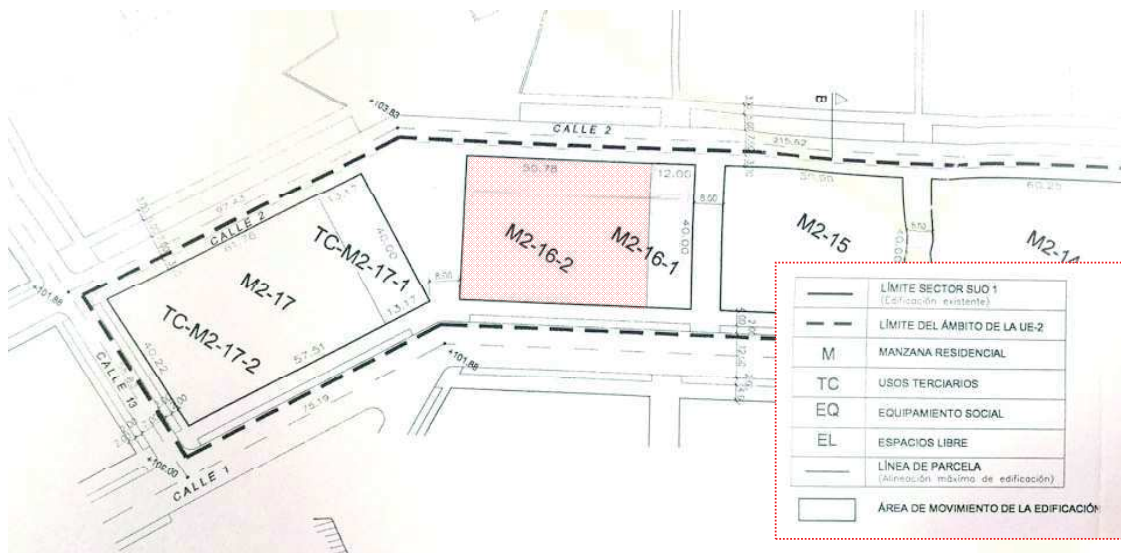 +103.83
CALLE 2
E
215.62
97.43
CALLE 2
61.76
13.17
50.78
12.00
8.00
60.25
40.00
TC-M2-17-1
M2-17
TC-M2-17-2
M2-16-2
M2-16-1
40.00
M2-15
40.00
M2-14
8.00
13.17
+101.88
40.22
57.51
CALLE 13
+101.88
75.19
+100.00
CALLE 1
LÍMITE SECTOR SUO 1
(Edificación existente)
LÍMITE DEL ÁMBITO DE LA UE-2
M MANZANA RESIDENCIAL
TC USOS TERCIARIOS
EQ EQUIPAMIENTO SOCIAL
EL ESPACIOS LIBRE
LÍNEA DE PARCELA
(Alineación máxima de edificación)
ÁREA DE MOVIMIENTO DE LA EDIFICACIÓN